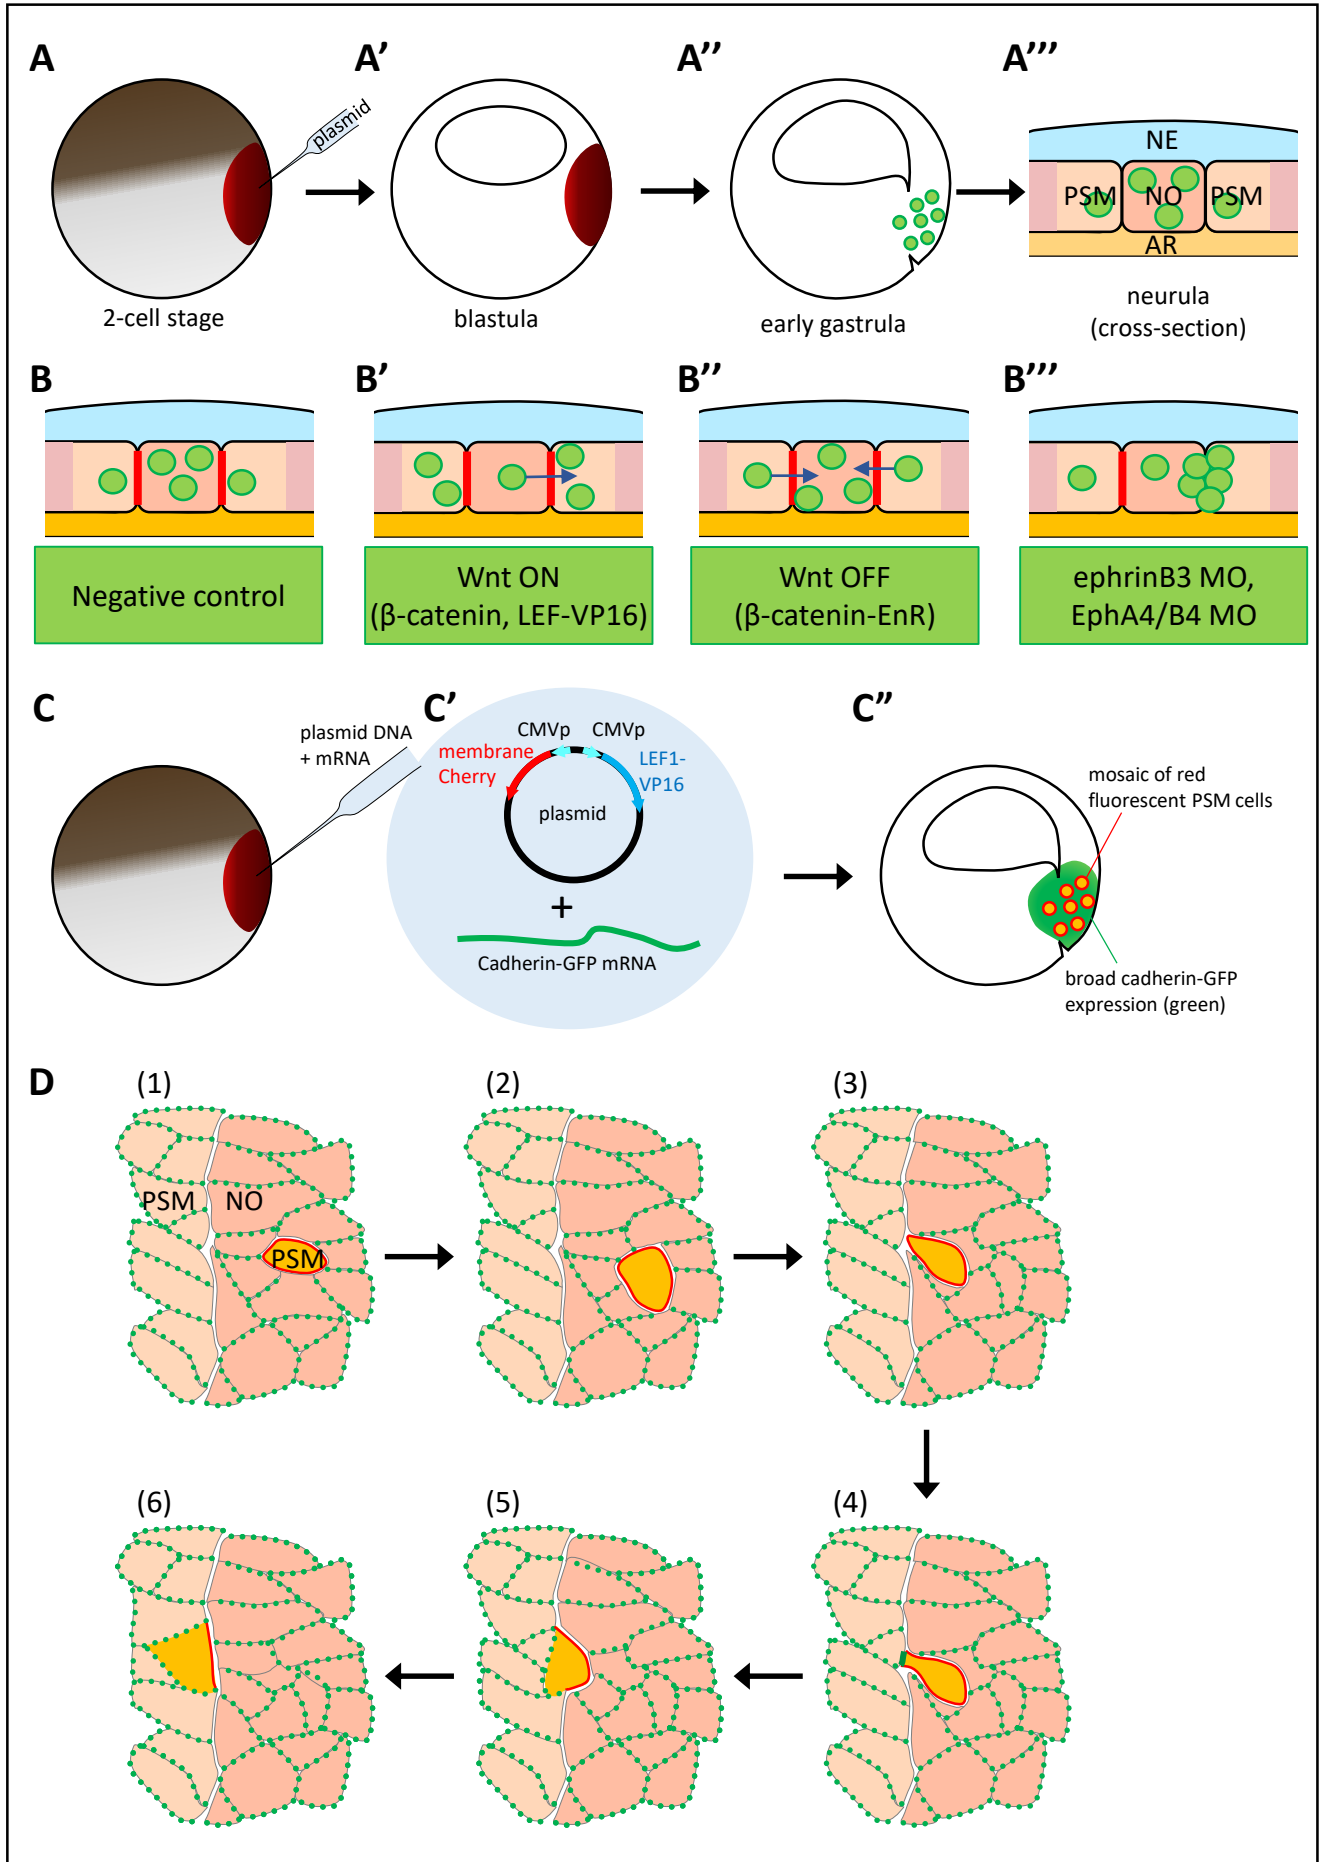 A
A’
A’’
A’’’
plasmid
NE
PSM
NO
PSM
AR
2-cell stage
blastula
early gastrula
neurula
(cross-section)
B
B’
B’’
B’’’
Negative control
Wnt ON
(β-catenin, LEF-VP16)
Wnt OFF
(β-catenin-EnR)
ephrinB3 MO,
EphA4/B4 MO
C
C’
C”
plasmid DNA
+ mRNA
CMVp
CMVp
membrane
Cherry
LEF1-
VP16
plasmid
+
Cadherin-GFP mRNA
mosaic of red
fluorescent PSM cells
broad cadherin-GFP
expression (green)
D
(1)
(2)
(3)
PSM
NO
PSM
(6)
(5)
(4)